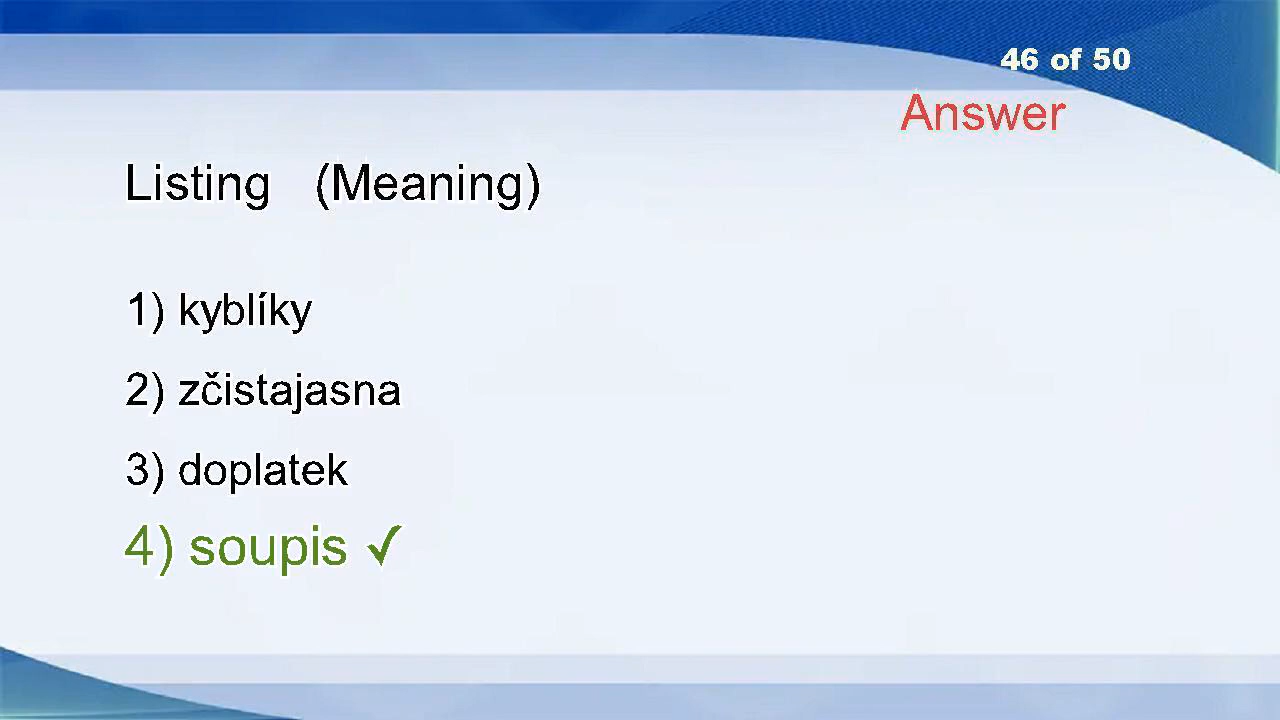 46 of 50
Answer
Listing (Meaning)
1) kyblíky
2) zčistajasna
3) doplatek
4) soupis ✓